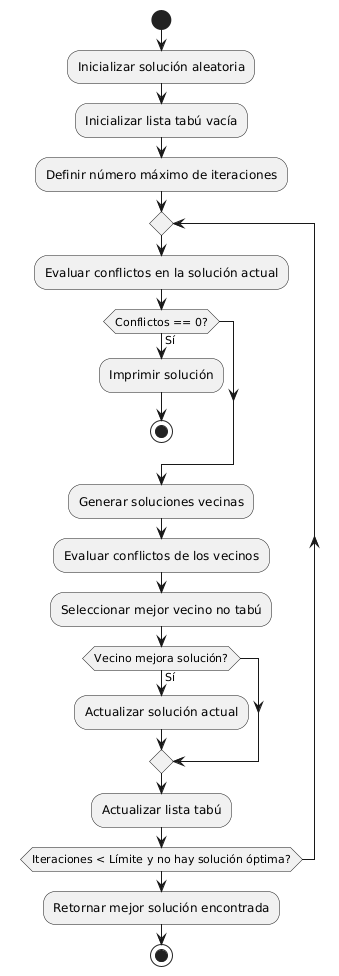 Inicializar solución aleatoria
Inicializar lista tabú vacía
Definir número máximo de iteraciones
Evaluar conflictos en la solución actual
Conflictos == 0?
Sí
Imprimir solución
Generar soluciones vecinas
Evaluar conflictos de los vecinos
Seleccionar mejor vecino no tabú
Vecino mejora solución?
Sí
Actualizar solución actual
Actualizar lista tabú
Iteraciones < Límite y no hay solución óptima?
Retornar mejor solución encontrada